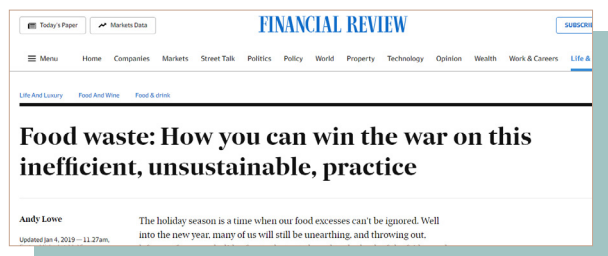 Today's Paper Markets Data FINANCIAL REVIEW SUBSCRIB
Menu Home Companies Markets Street Talk Politics Policy World Property Technology Opinion Wealth Work & Careers Life &
Life And Luxury Food And Wine Food & drink
Food waste: How you can win the war on this
inefficient, unsustainable, practice
Andy Lowe
The holiday season is a time when our food excesses can't be ignored. Well
into the new year, many of us will still be unearthing, and throwing out,
Updated Jan 4, 2019 — 11.27am,